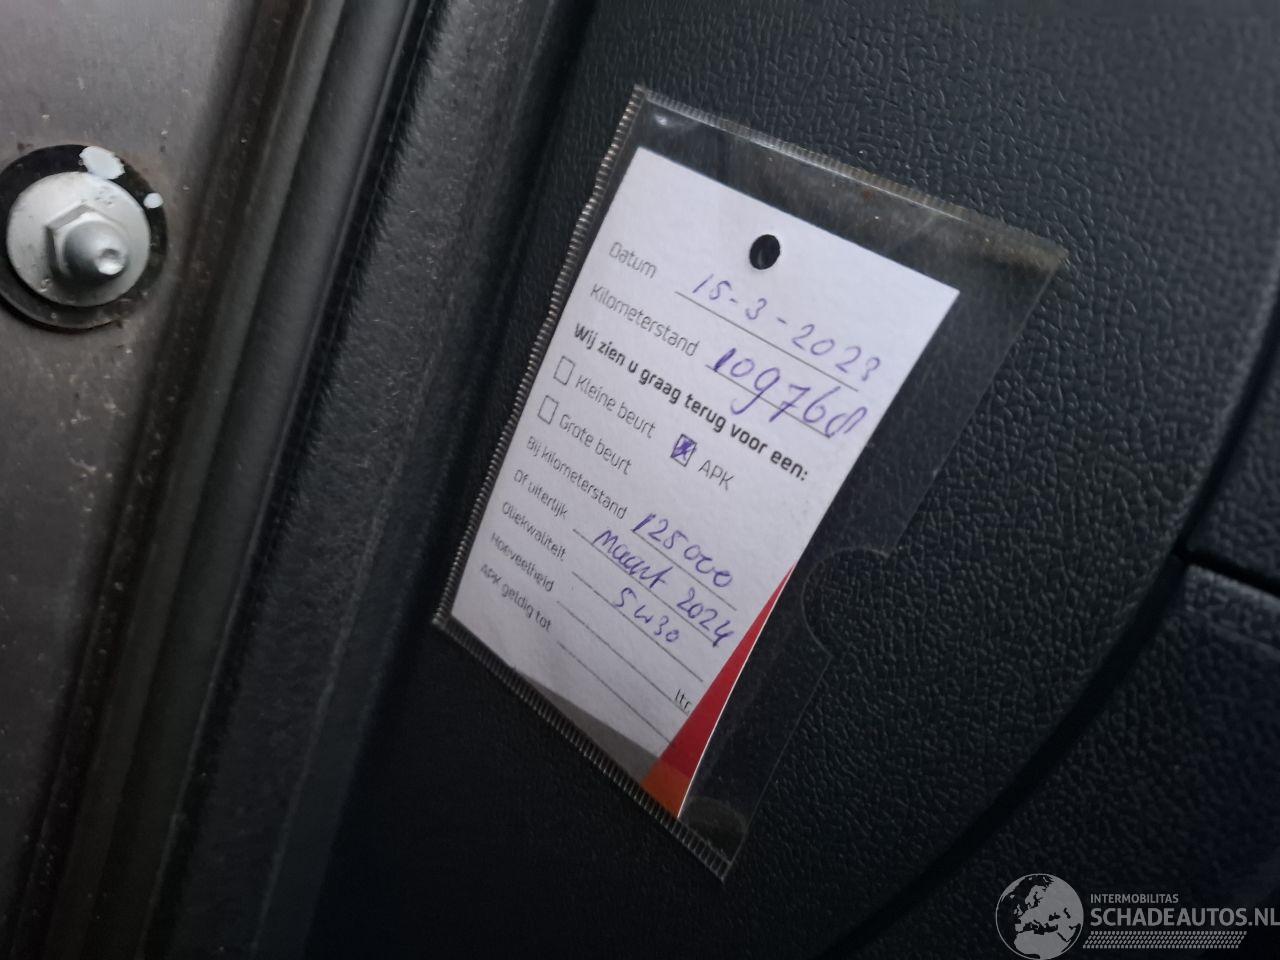 Datum 15-3-2023
Kilometerstand 109768
Wij zien u graag terug voor een:
Kleine beurt APK
Grote beurt
Bij kilometerstand 125000
Of uiterlijk maart 2024
Oliekwaliteit 5w30
Hoeveelheid ltr.
APK geldig tot
INTERMOBILITAS
SCHADEAUTOS.NL